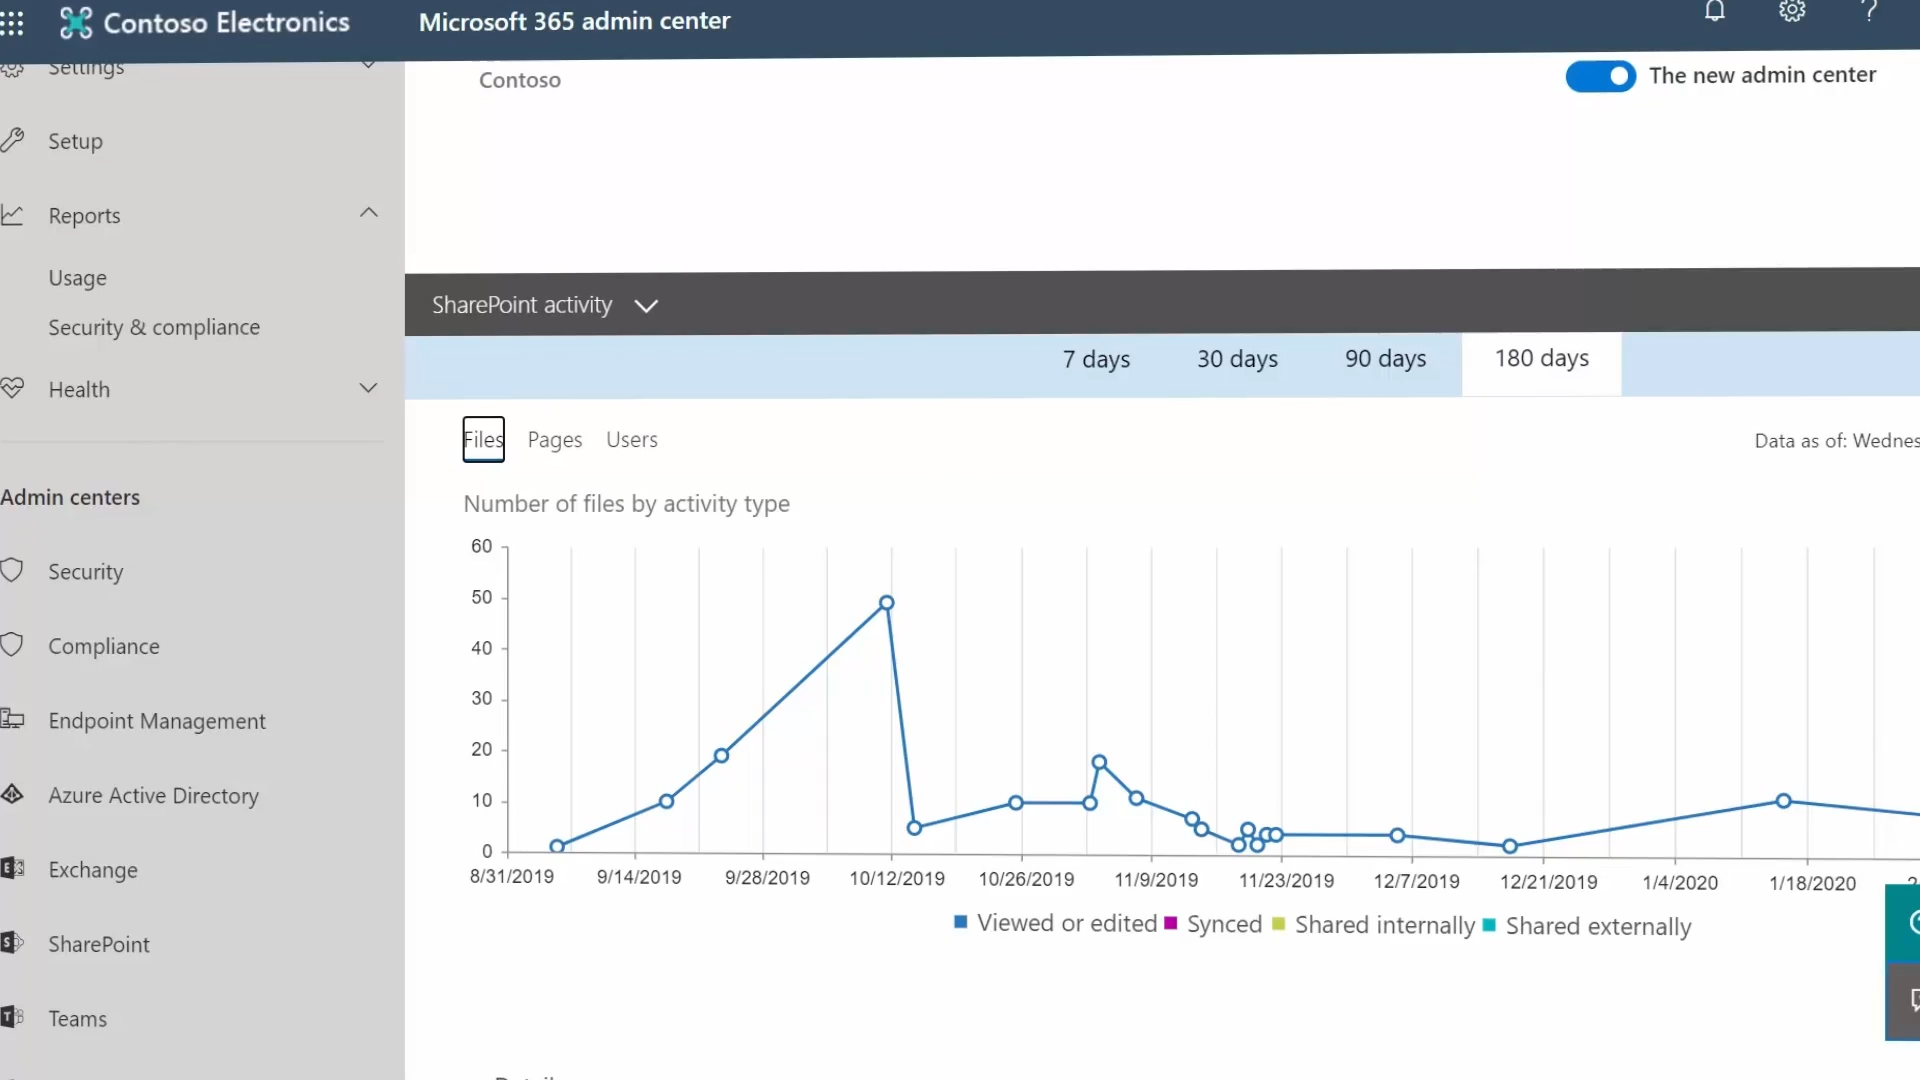 Contoso Electronics
Microsoft 365 admin center
Settings
Contoso
The new admin center
Setup
Reports
Usage
Security & compliance
Health
Admin centers
Security
Compliance
Endpoint Management
Azure Active Directory
Exchange
SharePoint
Teams
SharePoint activity
7 days 30 days 90 days 180 days
Files Pages Users
Data as of:
Number of files by activity type
60
50
40
30
20
10
0
8/31/2019 9/14/2019 9/28/2019 10/12/2019 10/26/2019 11/9/2019 11/23/2019 12/7/2019 12/21/2019 1/4/2020 1/18/2020
Viewed or edited Synced Shared internally Shared externally